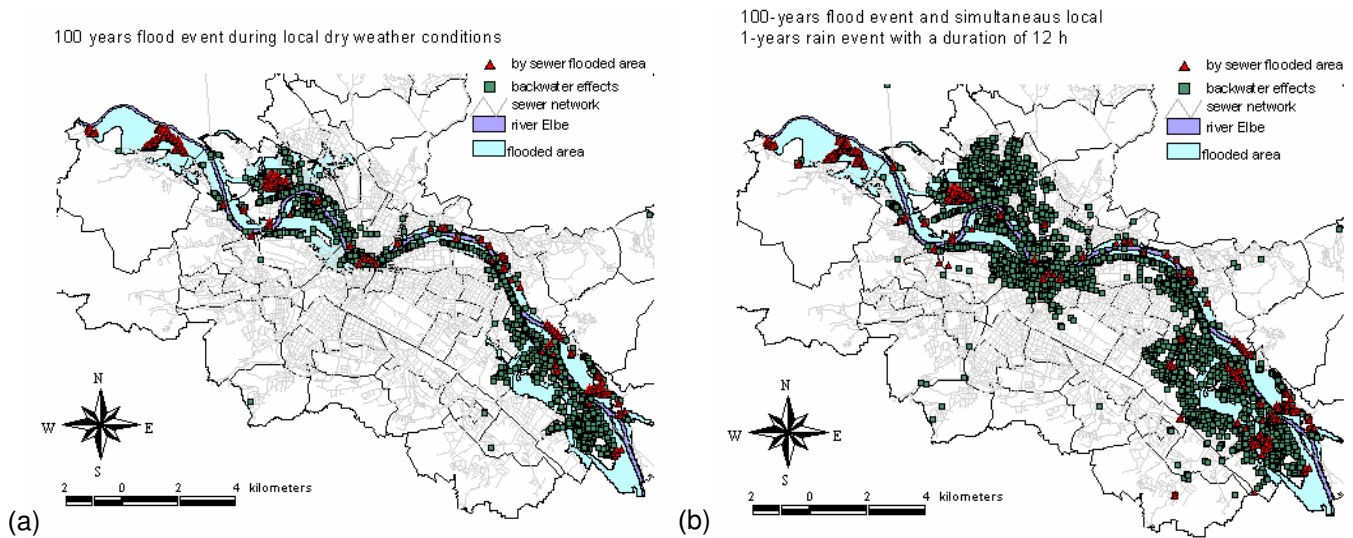 100 years flood event during local dry weather conditions
by sewer flooded area
backwater effects
sewer network
river Elbe
flooded area
N
W E
S
2 0 2 4 kilometers
(a)
100-years flood event and simultaneaus local
1-years rain event with a duration of 12 h
by sewer flooded area
backwater effects
sewer network
river Elbe
flooded area
N
W E
S
2 0 2 4 kilometers
(b)